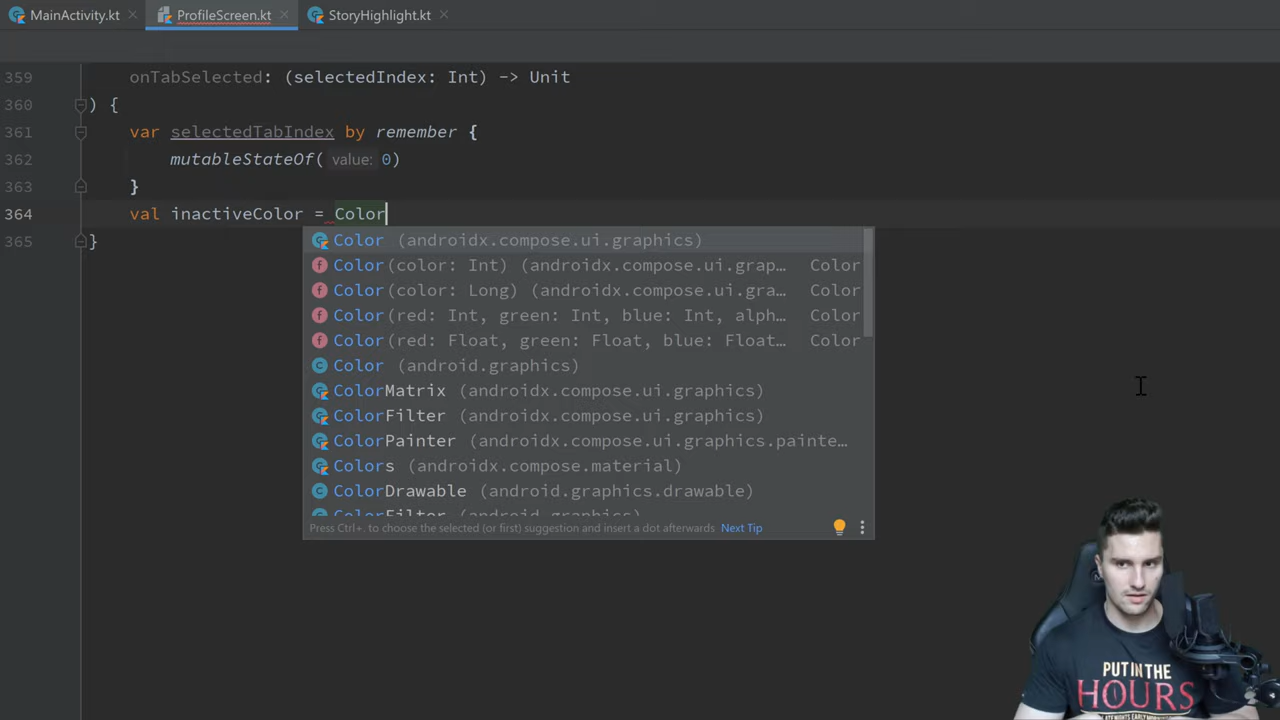 MainActivity.kt ProfileScreen.kt StoryHighlight.kt
359 onTabSelected: (selectedIndex: Int) -> Unit
360 ) {
361 var selectedTabIndex by remember {
362 mutableStateOf( value: 0)
363 }
364 val inactiveColor = Color
365 }
Color (androidx.compose.ui.graphics)
Color(color: Int) (androidx.compose.ui.grap… Color
Color(color: Long) (androidx.compose.ui.gra… Color
Color(red: Int, green: Int, blue: Int, alph… Color
Color(red: Float, green: Float, blue: Float… Color
Color (android.graphics)
ColorMatrix (androidx.compose.ui.graphics)
ColorFilter (androidx.compose.ui.graphics)
ColorPainter (androidx.compose.ui.graphics.painte…
Colors (androidx.compose.material)
ColorDrawable (android.graphics.drawable)
ColorFilter (android.graphics)
Press Ctrl+. to choose the selected (or first) suggestion and insert a dot afterwards Next Tip
PUT IN THE
HOURS